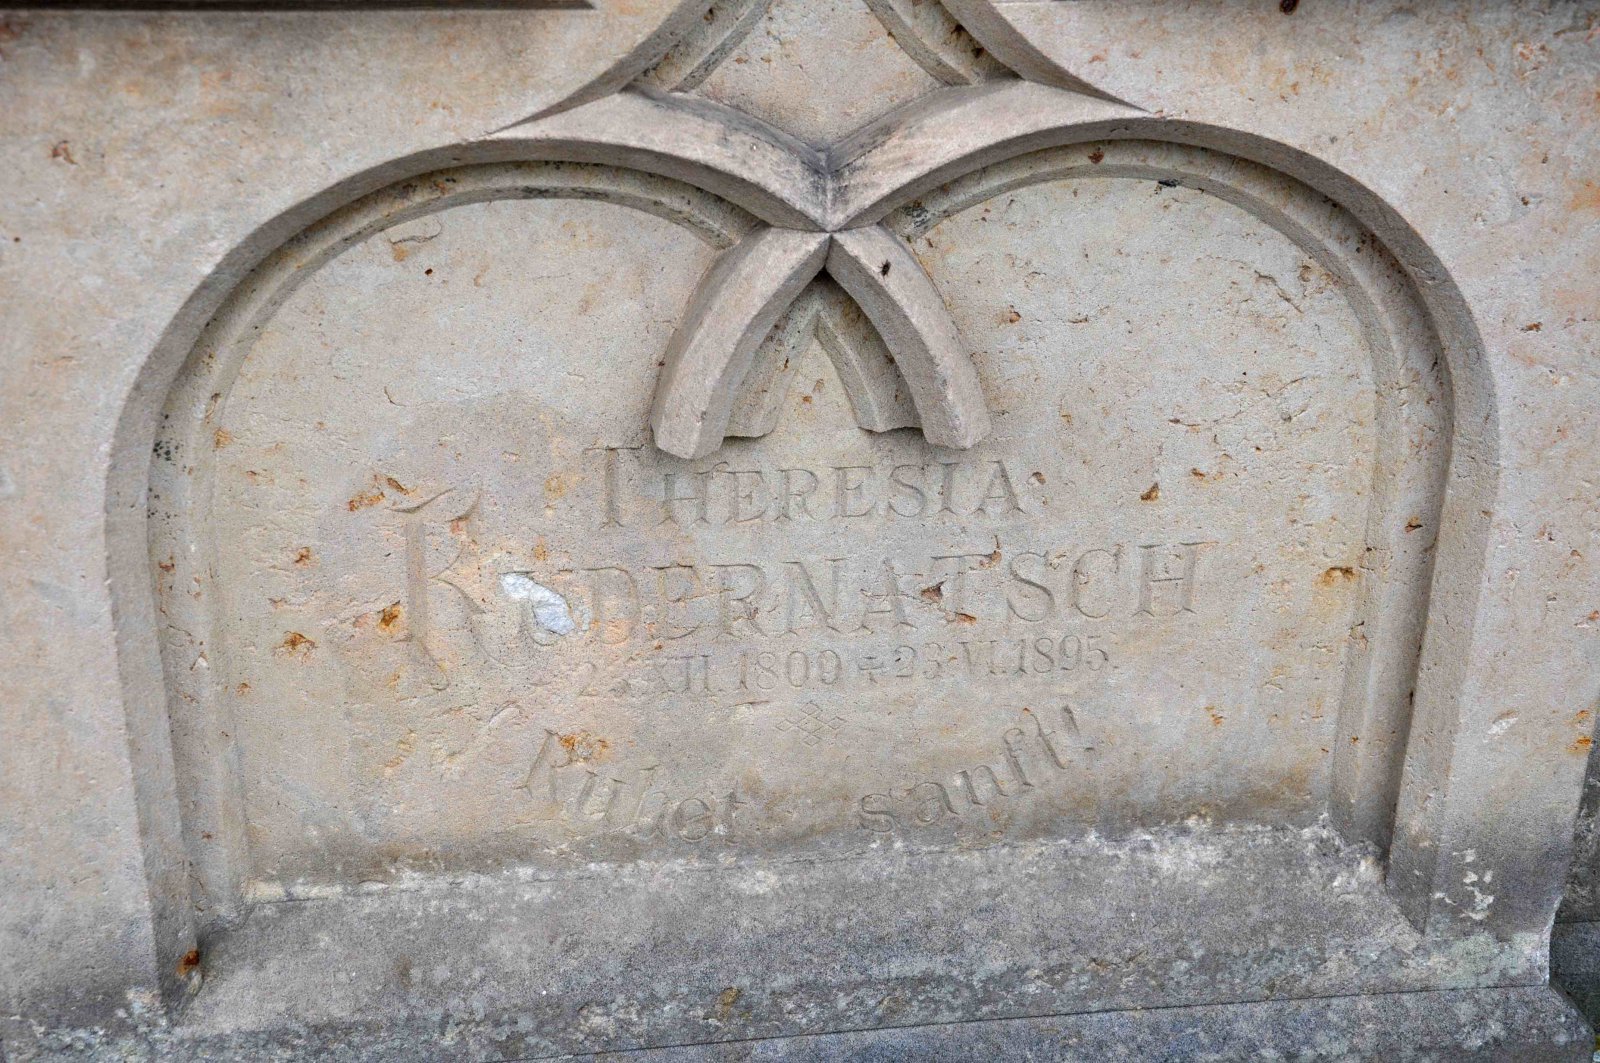 THERESIA
KUDERNATSCH
XII. 1809 ÷ 23. VI. 1895.
Ruhet sanft!